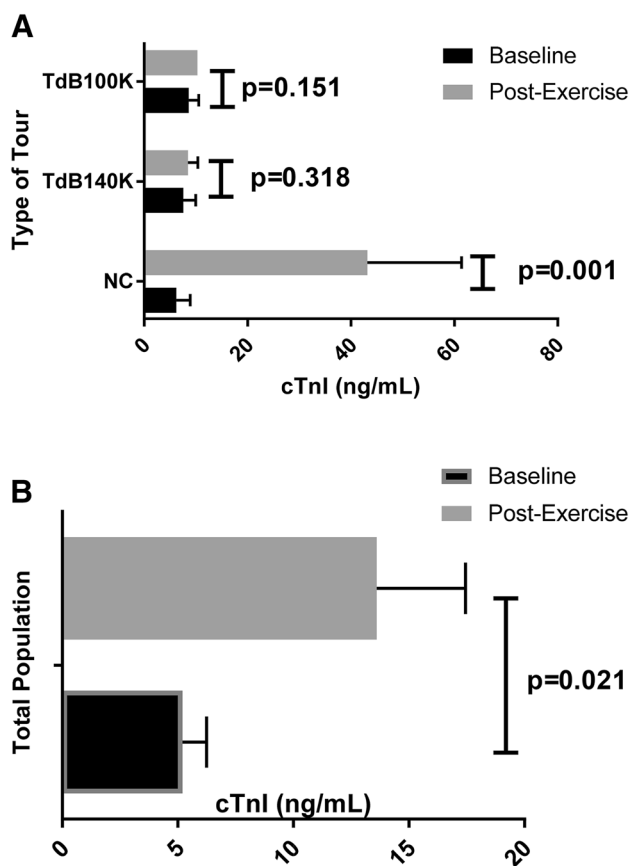 A
Baseline
Post-Exercise
Type of Tour
TdB100K
p=0.151
TdB140K
p=0.318
NC
p=0.001
0 20 40 60 80
cTnI (ng/mL)
B
Baseline
Post-Exercise
Total Population
p=0.021
cTnI (ng/mL)
0 5 10 15 20